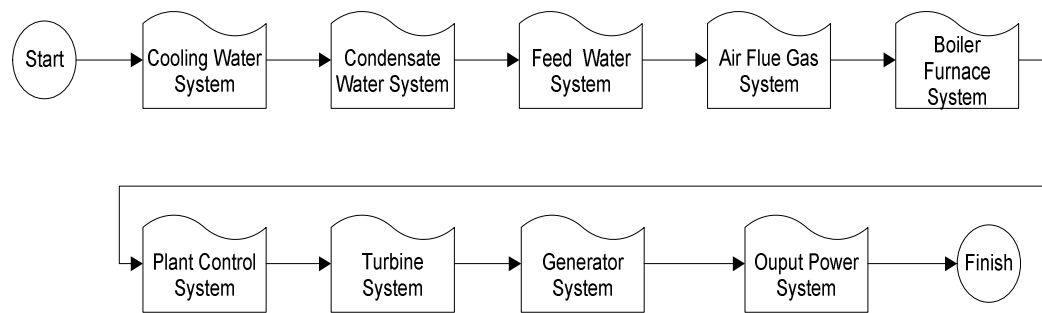 Start
Cooling Water
System
Condensate
Water System
Feed Water
System
Air Flue Gas
System
Boiler
Furnace
System
Plant Control
System
Turbine
System
Generator
System
Ouput Power
System
Finish